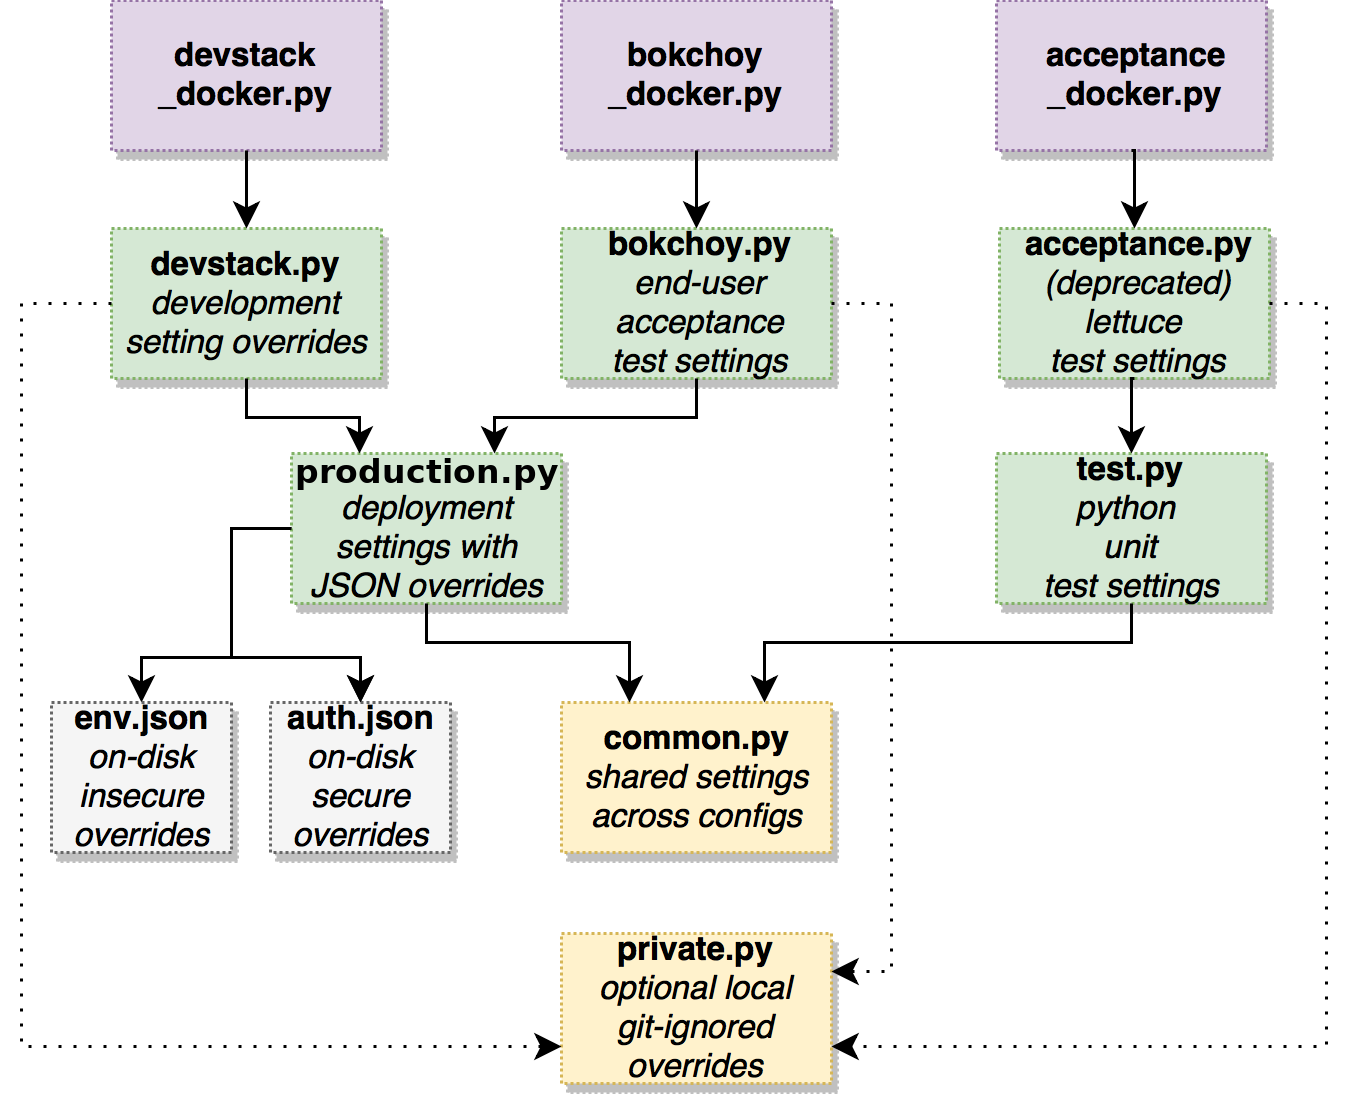 devstack
_docker.py
bokchoy
_docker.py
acceptance
_docker.py
devstack.py
development
setting overrides
bokchoy.py
end-user
acceptance
test settings
acceptance.py
(deprecated)
lettuce
test settings
production.py
deployment
settings with
JSON overrides
test.py
python
unit
test settings
env.json
on-disk
insecure
overrides
auth.json
on-disk
secure
overrides
common.py
shared settings
across configs
private.py
optional local
git-ignored
overrides